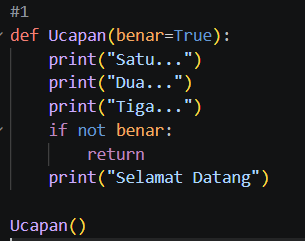 #1
def Ucapan(benar=True):
    print("Satu...")
    print("Dua...")
    print("Tiga...")
    if not benar:
        return
    print("Selamat Datang")

Ucapan()